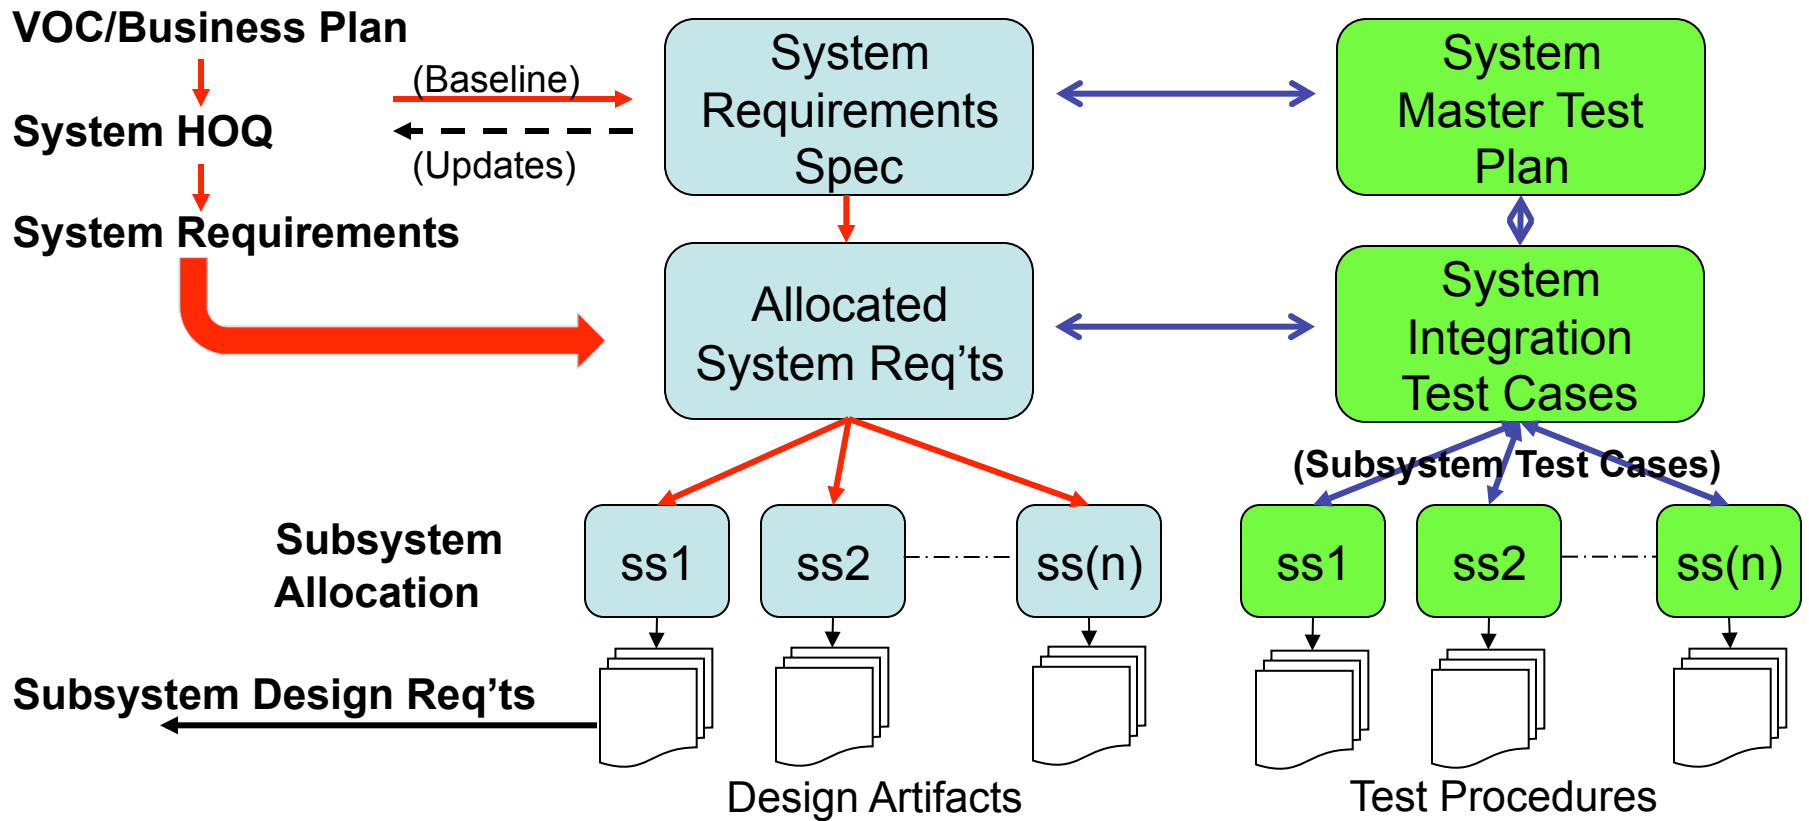 VOC/Business Plan
System HOQ
System Requirements
(Baseline)
(Updates)
System
Requirements
Spec
System
Master Test
Plan
Allocated
System Req’ts
System
Integration
Test Cases
(Subsystem Test Cases)
Subsystem
Allocation
ss1
ss2
ss(n)
ss1
ss2
ss(n)
Subsystem Design Req’ts
Design Artifacts
Test Procedures